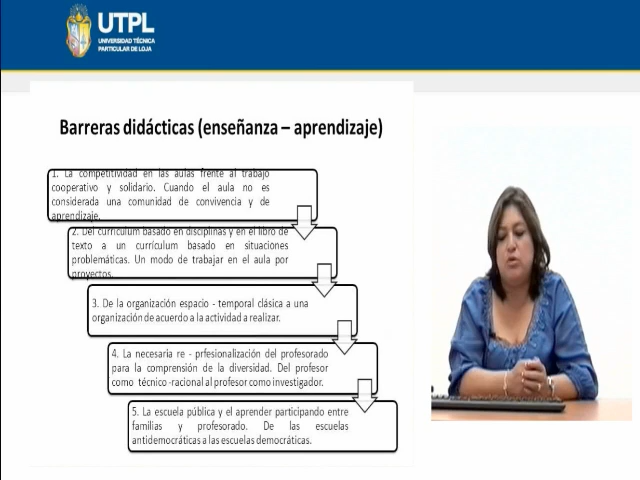 UTPL
UNIVERSIDAD TÉCNICA
PARTICULAR DE LOJA
Barreras didácticas (enseñanza – aprendizaje)
1. La competitividad en las aulas frente al trabajo
cooperativo y solidario. Cuando el aula no es
considerada una comunidad de convivencia y de
aprendizaje.
2. Del currículum basado en disciplinas y en el libro de
texto a un currículum basado en situaciones
problemáticas. Un modo de trabajar en el aula por
proyectos.
3. De la organización espacio - temporal clásica a una
organización de acuerdo a la actividad a realizar.
4. La necesaria re - prfesionalización del profesorado
para la comprensión de la diversidad. Del profesor
como técnico -racional al profesor como investigador.
5. La escuela pública y el aprender participando entre
familias y profesorado. De las escuelas
antidemocráticas a las escuelas democráticas.